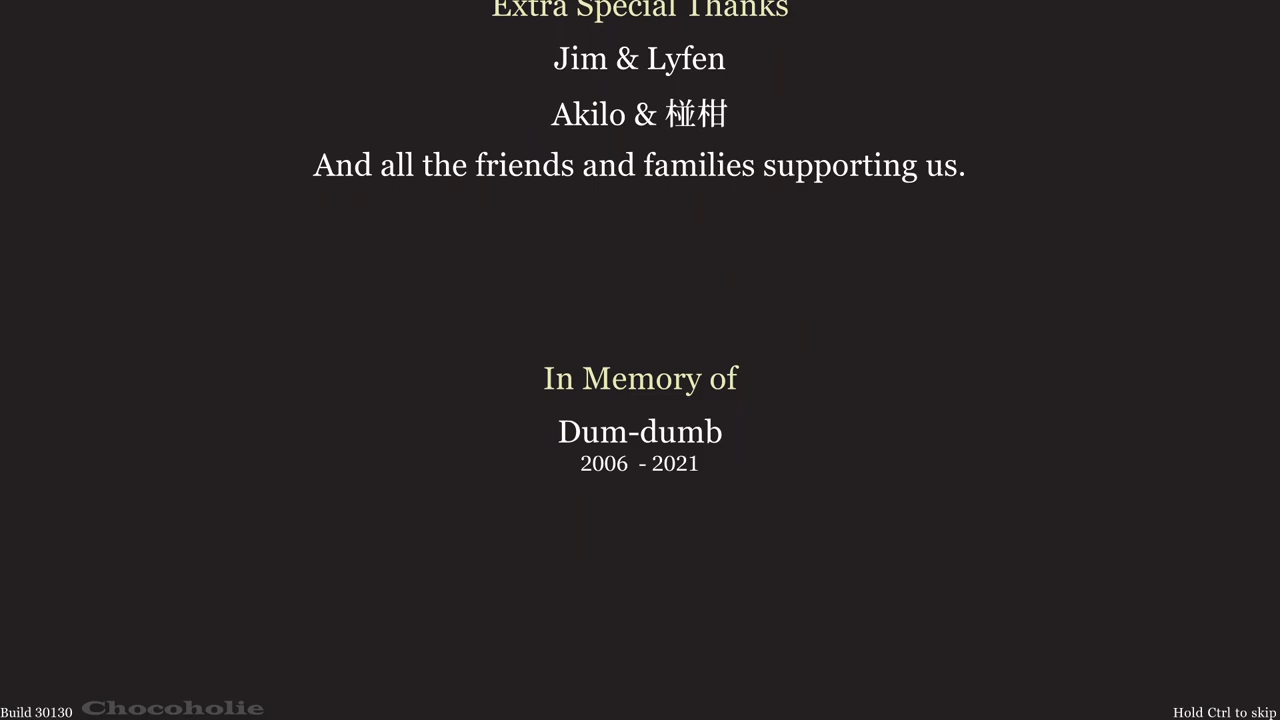 Extra Special Thanks
Jim & Lyfen
Akilo & 椪柑
And all the friends and families supporting us.
In Memory of
Dum-dumb
2006 - 2021
Build 30130
Chocoholie
Hold Ctrl to skip